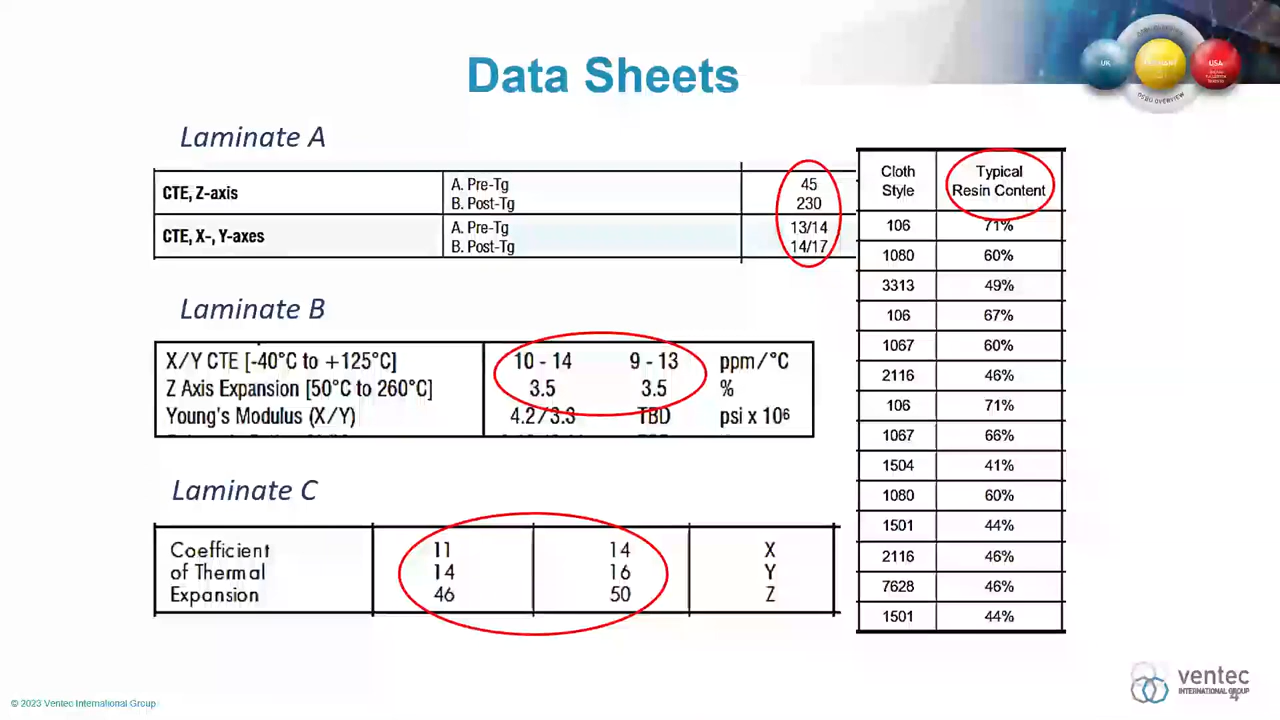 Data Sheets
UK
USA
OSBU OVERVIEW
Laminate A
CTE, Z-axis A. Pre-Tg 45
B. Post-Tg 230
CTE, X-, Y-axes A. Pre-Tg 13/14
B. Post-Tg 14/17
Laminate B
X/Y CTE [-40°C to +125°C] 10 - 14 9 - 13 ppm/°C
Z Axis Expansion [50°C to 260°C] 3.5 3.5 %
Young's Modulus (X/Y) 4.2/3.3 TBD psi x 10⁶
Laminate C
Coefficient 11 14 X
of Thermal 14 16 Y
Expansion 46 50 Z
Cloth Typical
Style Resin Content
106 71%
1080 60%
3313 49%
106 67%
1067 60%
2116 46%
106 71%
1067 66%
1504 41%
1080 60%
1501 44%
2116 46%
7628 46%
1501 44%
© 2023 Ventec International Group
ventec
INTERNATIONAL GROUP
4